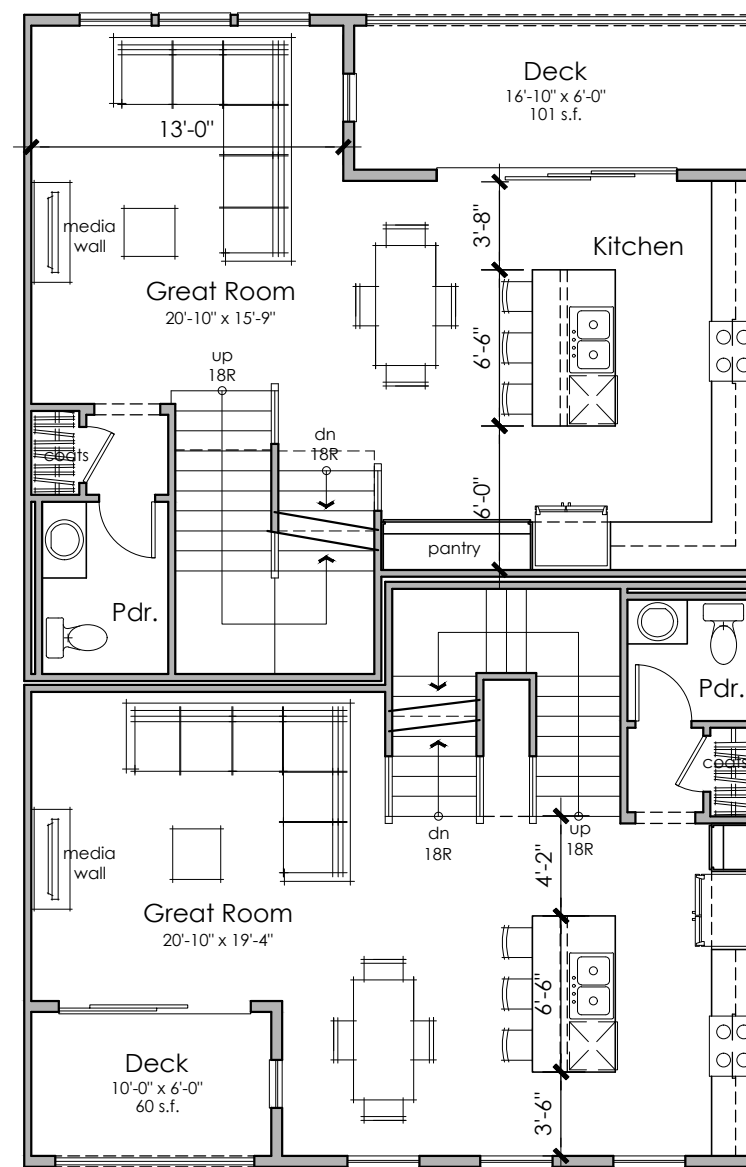 Deck
16'-10" x 6'-0"
101 s.f.
13'-0"
media
wall
3'-8"
Kitchen
Great Room
20'-10" x 15'-9"
6'-6"
up
18R
dn
18R
coats
6'-0"
pantry
Pdr.
Pdr.
coats
dn
18R
up
18R
media
wall
4'-2"
Great Room
20'-10" x 19'-4"
6'-6"
Deck
10'-0" x 6'-0"
60 s.f.
3'-6"